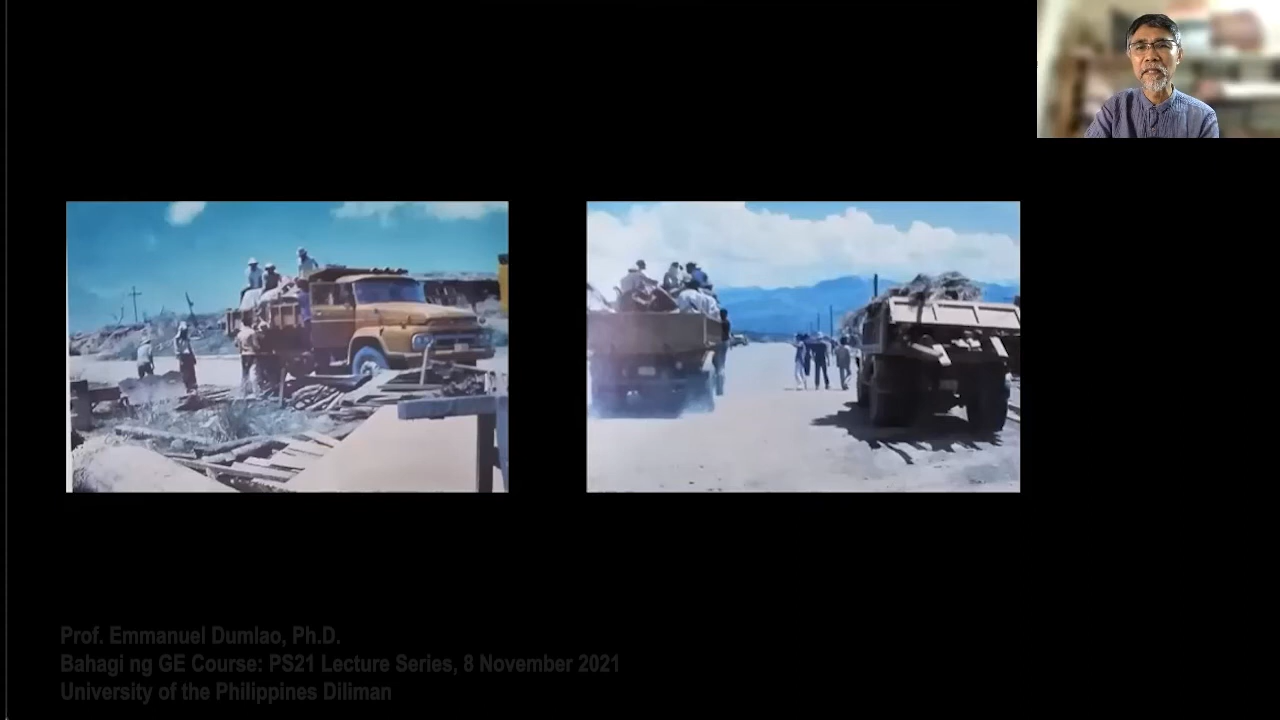 Prof. Emmanuel Dumlao, Ph.D.
Bahagi ng GE Course: PS21 Lecture Series, 8 November 2021
University of the Philippines Diliman